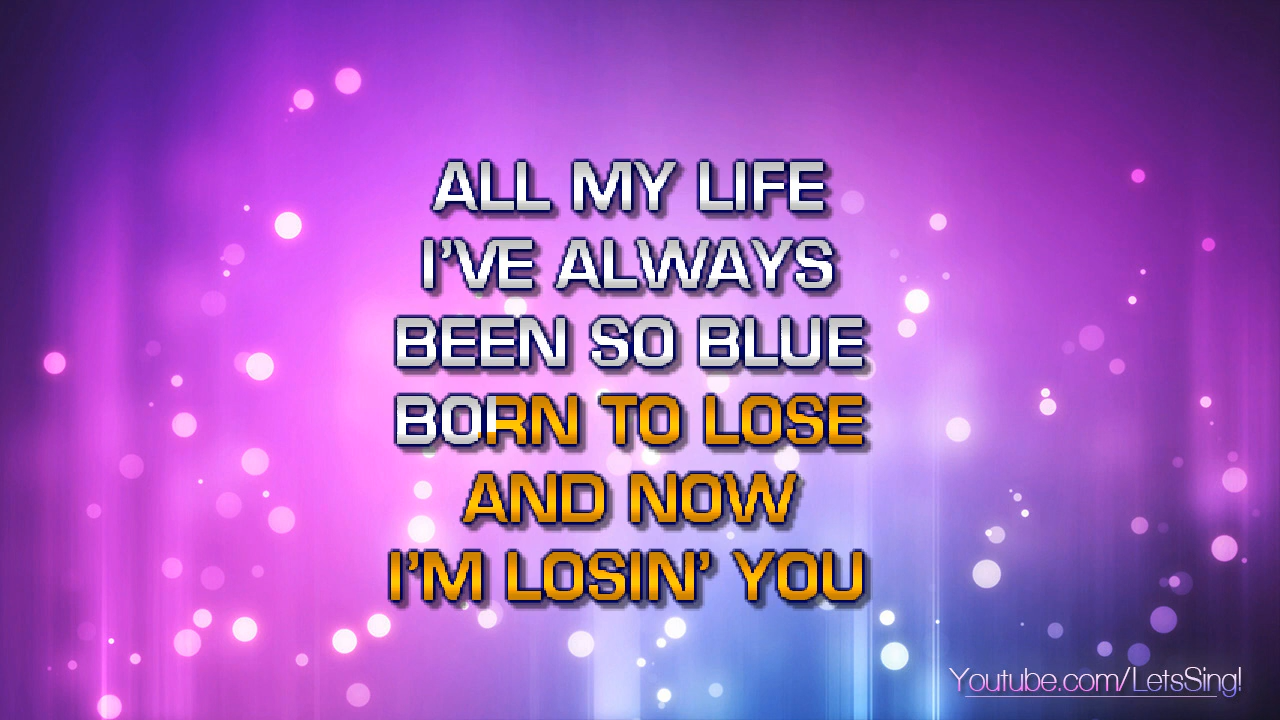 ALL MY LIFE
I'VE ALWAYS
BEEN SO BLUE
BORN TO LOSE
AND NOW
I'M LOSIN' YOU
Youtube.com/LetsSing!